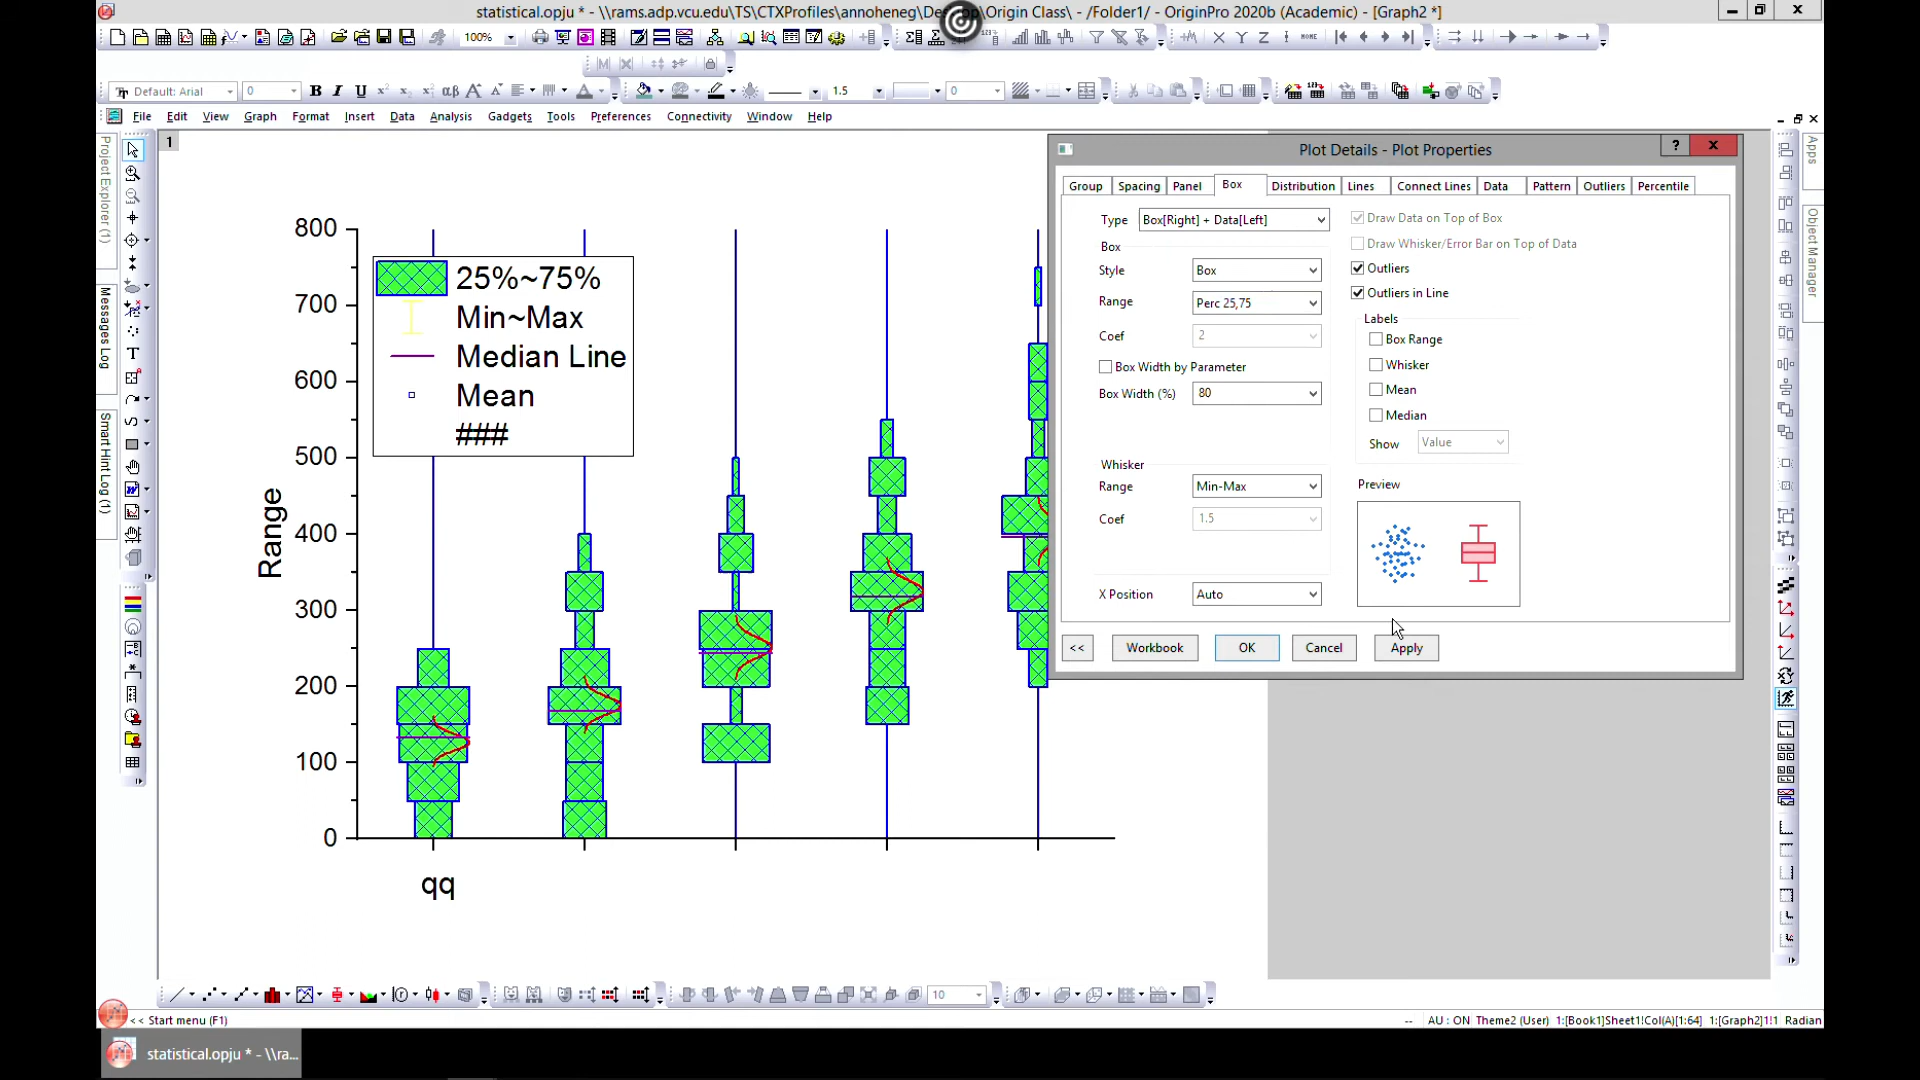 statistical.opju * - \\rams.adp.vcu.edu\TS\CTXProfiles\annoheneg\De Origin Class\ - /Folder1/ - OriginPro 2020b (Academic) - [Graph2 *]
100%
Default: Arial 0 B I U αβ A A A 1.5 0
File Edit View Graph Format Insert Data Analysis Gadgets Tools Preferences Connectivity Window Help
Project Explorer (1)
Messages Log
Smart Hint Log (1)
Apps
Object Manager
1
800
700
600
500
400
300
200
100
0
Range
qq
25%~75%
Min~Max
Median Line
Mean
###
Plot Details - Plot Properties
Group Spacing Panel Box Distribution Lines Connect Lines Data Pattern Outliers Percentile
Type Box[Right] + Data[Left]
Box
Style Box
Range Perc 25,75
Coef 2
Box Width by Parameter
Box Width (%) 80
Whisker
Range Min-Max
Coef 1.5
X Position Auto
Draw Data on Top of Box
Draw Whisker/Error Bar on Top of Data
Outliers
Outliers in Line
Labels
Box Range
Whisker
Mean
Median
Show Value
Preview
<< Workbook OK Cancel Apply
10
<< Start menu (F1)
-- AU : ON Theme2 (User) 1:[Book1]Sheet1!Col(A)[1:64] 1:[Graph2]1!1 Radian
statistical.opju * - \\ra...